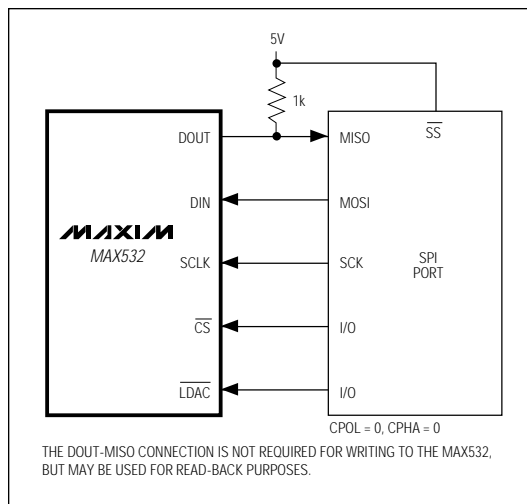 5V
1k
DOUT
MISO
SS
DIN
MOSI
MAXIM
MAX532
SCLK
SCK
SPI
PORT
CS
I/O
LDAC
I/O
CPOL = 0, CPHA = 0
THE DOUT-MISO CONNECTION IS NOT REQUIRED FOR WRITING TO THE MAX532,
BUT MAY BE USED FOR READ-BACK PURPOSES.